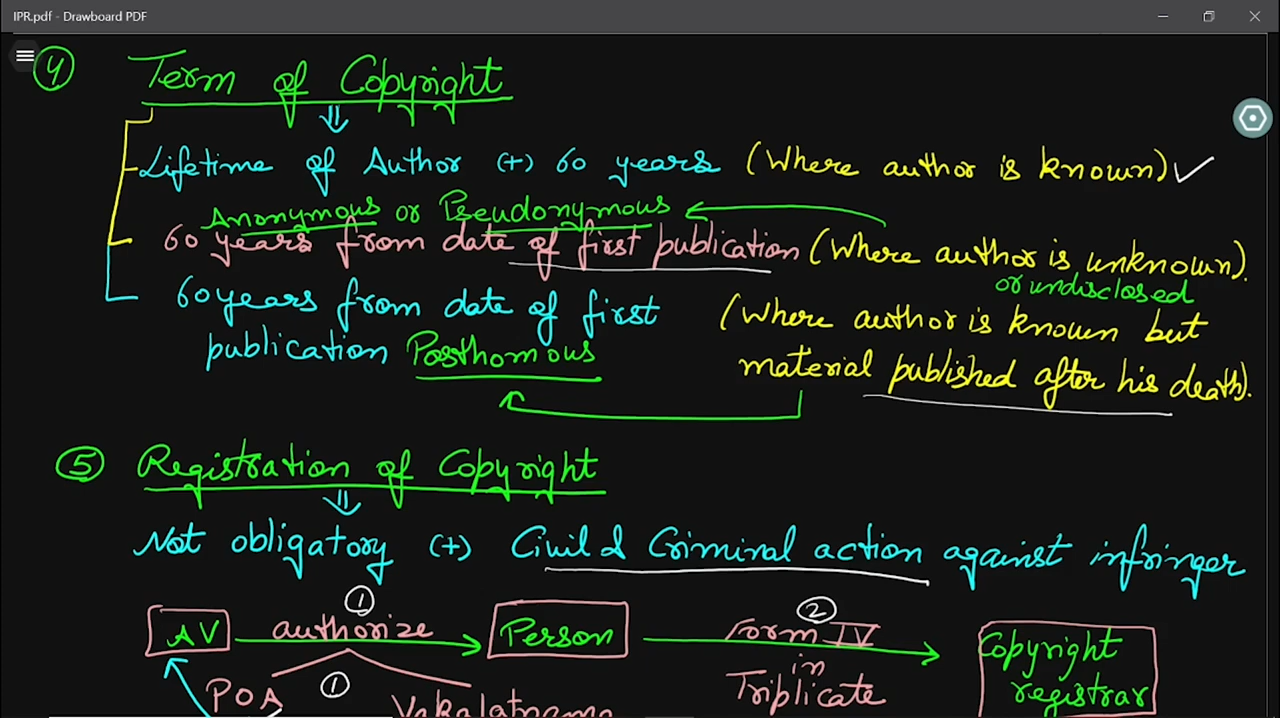 IPR.pdf - Drawboard PDF
4 Term of Copyright
Lifetime of Author (+) 60 years (Where author is known)
Anonymous or Pseudonymous
60 years from date of first publication (Where author is unknown).
or undisclosed
60 years from date of first (Where author is known but
publication Posthomous material published after his death).
5 Registration of Copyright
Not obligatory (+) Civil & Criminal action against infringer
1 2
AV authorize Person Form IV Copyright
in registrar
POA 1 Vakalatnama Triplicate